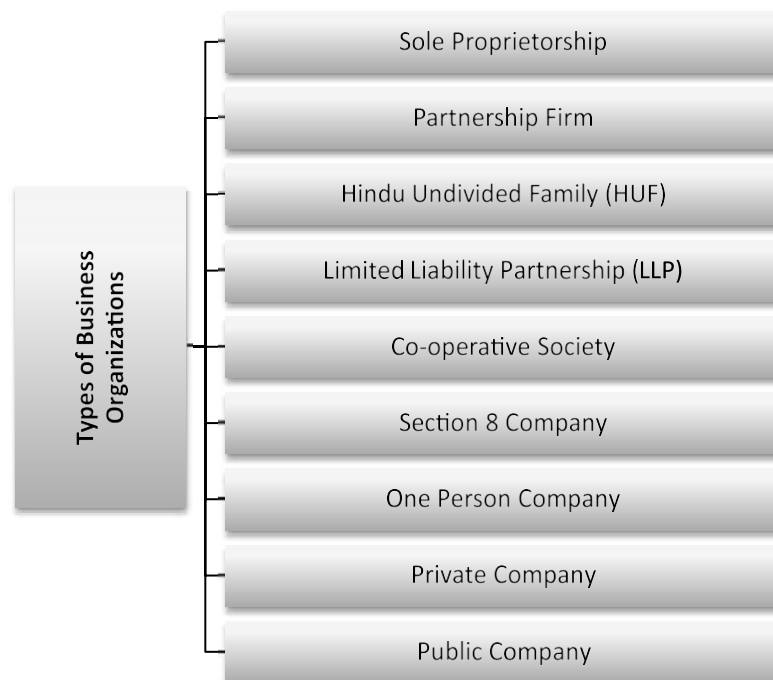 Types of Business
Organizations
Sole Proprietorship
Partnership Firm
Hindu Undivided Family (HUF)
Limited Liability Partnership (LLP)
Co-operative Society
Section 8 Company
One Person Company
Private Company
Public Company